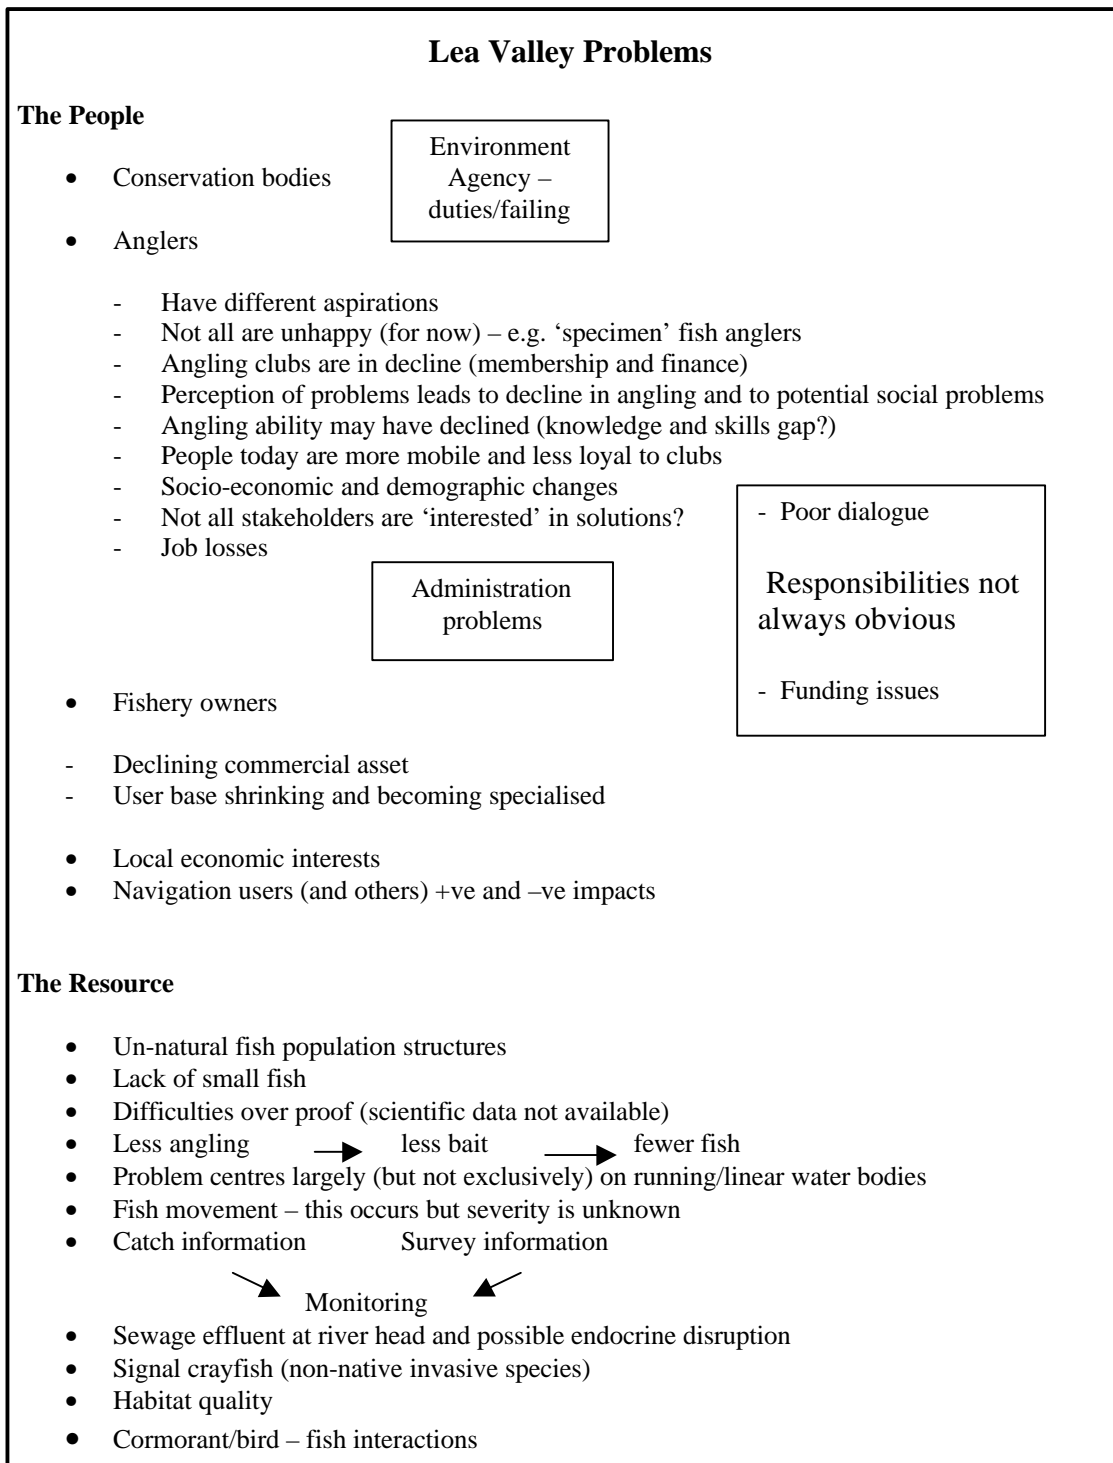 Lea Valley Problems
The People
Environment
Agency –
duties/failing
• Conservation bodies
• Anglers
- Have different aspirations
- Not all are unhappy (for now) – e.g. ‘specimen’ fish anglers
- Angling clubs are in decline (membership and finance)
- Perception of problems leads to decline in angling and to potential social problems
- Angling ability may have declined (knowledge and skills gap?)
- People today are more mobile and less loyal to clubs
- Socio-economic and demographic changes
- Not all stakeholders are ‘interested’ in solutions?
- Job losses
- Poor dialogue
Responsibilities not
always obvious
- Funding issues
Administration
problems
• Fishery owners
- Declining commercial asset
- User base shrinking and becoming specialised
• Local economic interests
• Navigation users (and others) +ve and –ve impacts
The Resource
• Un-natural fish population structures
• Lack of small fish
• Difficulties over proof (scientific data not available)
• Less angling → less bait → fewer fish
• Problem centres largely (but not exclusively) on running/linear water bodies
• Fish movement – this occurs but severity is unknown
• Catch information Survey information
Monitoring
• Sewage effluent at river head and possible endocrine disruption
• Signal crayfish (non-native invasive species)
• Habitat quality
• Cormorant/bird – fish interactions